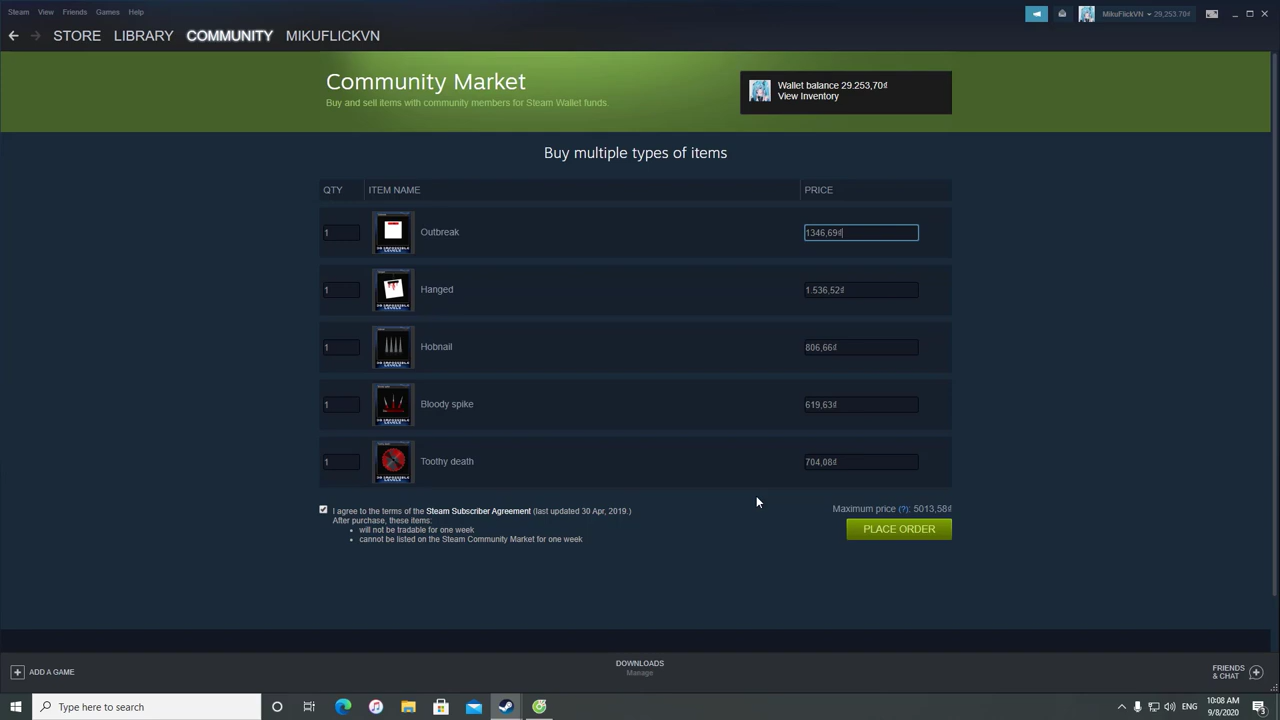 Steam View Friends Games Help
MikuFlickVN 29,253.70₫
STORE LIBRARY COMMUNITY MIKUFLICKVN
Community Market
Buy and sell items with community members for Steam Wallet funds.
Wallet balance 29.253,70₫
View Inventory
Buy multiple types of items
QTY ITEM NAME PRICE
1 Outbreak 1346,69₫
1 Hanged 1.536,52₫
1 Hobnail 806,66₫
1 Bloody spike 619,63₫
1 Toothy death 704,08₫
I agree to the terms of the Steam Subscriber Agreement (last updated 30 Apr, 2019.)
After purchase, these items:
will not be tradable for one week
cannot be listed on the Steam Community Market for one week
Maximum price (?): 5013,58₫
PLACE ORDER
ADD A GAME
DOWNLOADS
Manage
FRIENDS
& CHAT
Type here to search
ENG
10:08 AM
9/8/2020